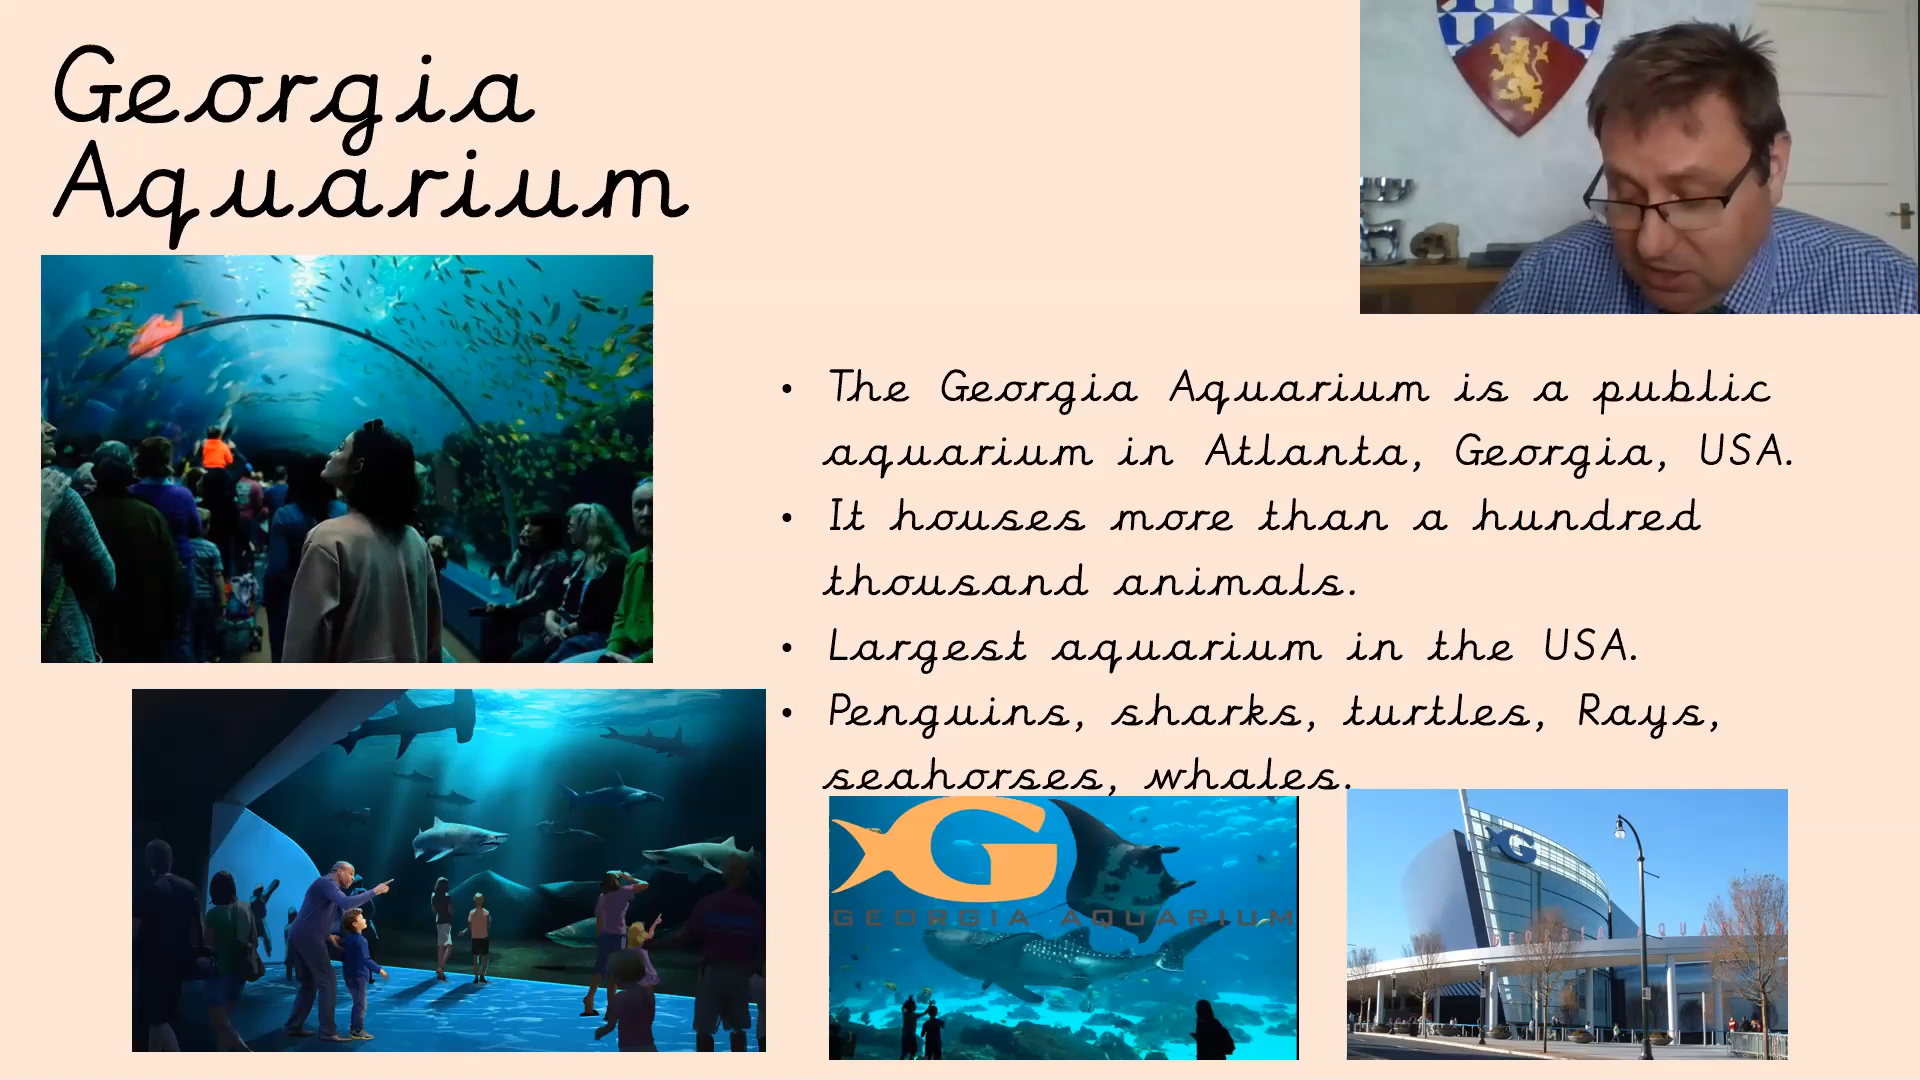 Georgia
Aquarium
• The Georgia Aquarium is a public
aquarium in Atlanta, Georgia, USA.
• It houses more than a hundred
thousand animals.
• Largest aquarium in the USA.
• Penguins, sharks, turtles, Rays,
seahorses, whales.
G
GEORGIA AQUARIUM
G